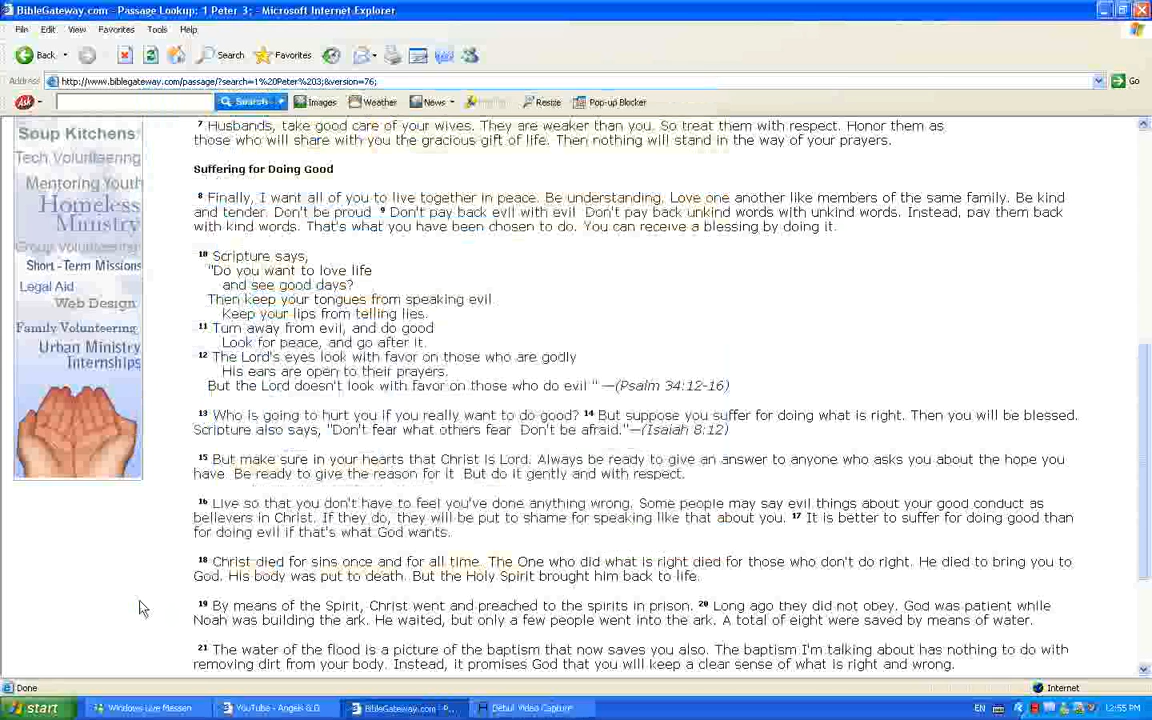 BibleGateway.com - Passage Lookup: 1 Peter 3; - Microsoft Internet Explorer
File Edit View Favorites Tools Help
Back Search Favorites
Address http://www.biblegateway.com/passage/?search=1%20Peter%203;&version=76; Go
Ask Search Images Weather News Resize Pop-up Blocker
Soup Kitchens
Tech Volunteering
Mentoring Youth
Homeless
Ministry
Group Volunteering
Short-Term Missions
Legal Aid
Web Design
Family Volunteering
Urban Ministry
Internships
7 Husbands, take good care of your wives. They are weaker than you. So treat them with respect. Honor them as
those who will share with you the gracious gift of life. Then nothing will stand in the way of your prayers.
Suffering for Doing Good
8 Finally, I want all of you to live together in peace. Be understanding. Love one another like members of the same family. Be kind
and tender. Don't be proud. 9 Don't pay back evil with evil. Don't pay back unkind words with unkind words. Instead, pay them back
with kind words. That's what you have been chosen to do. You can receive a blessing by doing it.
10 Scripture says,
"Do you want to love life
and see good days?
Then keep your tongues from speaking evil.
Keep your lips from telling lies.
11 Turn away from evil, and do good.
Look for peace, and go after it.
12 The Lord's eyes look with favor on those who are godly.
His ears are open to their prayers.
But the Lord doesn't look with favor on those who do evil." —(Psalm 34:12-16)
13 Who is going to hurt you if you really want to do good? 14 But suppose you suffer for doing what is right. Then you will be blessed.
Scripture also says, "Don't fear what others fear. Don't be afraid."—(Isaiah 8:12)
15 But make sure in your hearts that Christ is Lord. Always be ready to give an answer to anyone who asks you about the hope you
have. Be ready to give the reason for it. But do it gently and with respect.
16 Live so that you don't have to feel you've done anything wrong. Some people may say evil things about your good conduct as
believers in Christ. If they do, they will be put to shame for speaking like that about you. 17 It is better to suffer for doing good than
for doing evil if that's what God wants.
18 Christ died for sins once and for all time. The One who did what is right died for those who don't do right. He died to bring you to
God. His body was put to death. But the Holy Spirit brought him back to life.
19 By means of the Spirit, Christ went and preached to the spirits in prison. 20 Long ago they did not obey. God was patient while
Noah was building the ark. He waited, but only a few people went into the ark. A total of eight were saved by means of water.
21 The water of the flood is a picture of the baptism that now saves you also. The baptism I'm talking about has nothing to do with
removing dirt from your body. Instead, it promises God that you will keep a clear sense of what is right and wrong.
Done Internet
start Windows Live Messen YouTube - Angels &D BibleGateway.com - P... Debut Video Capture EN 12:55 PM